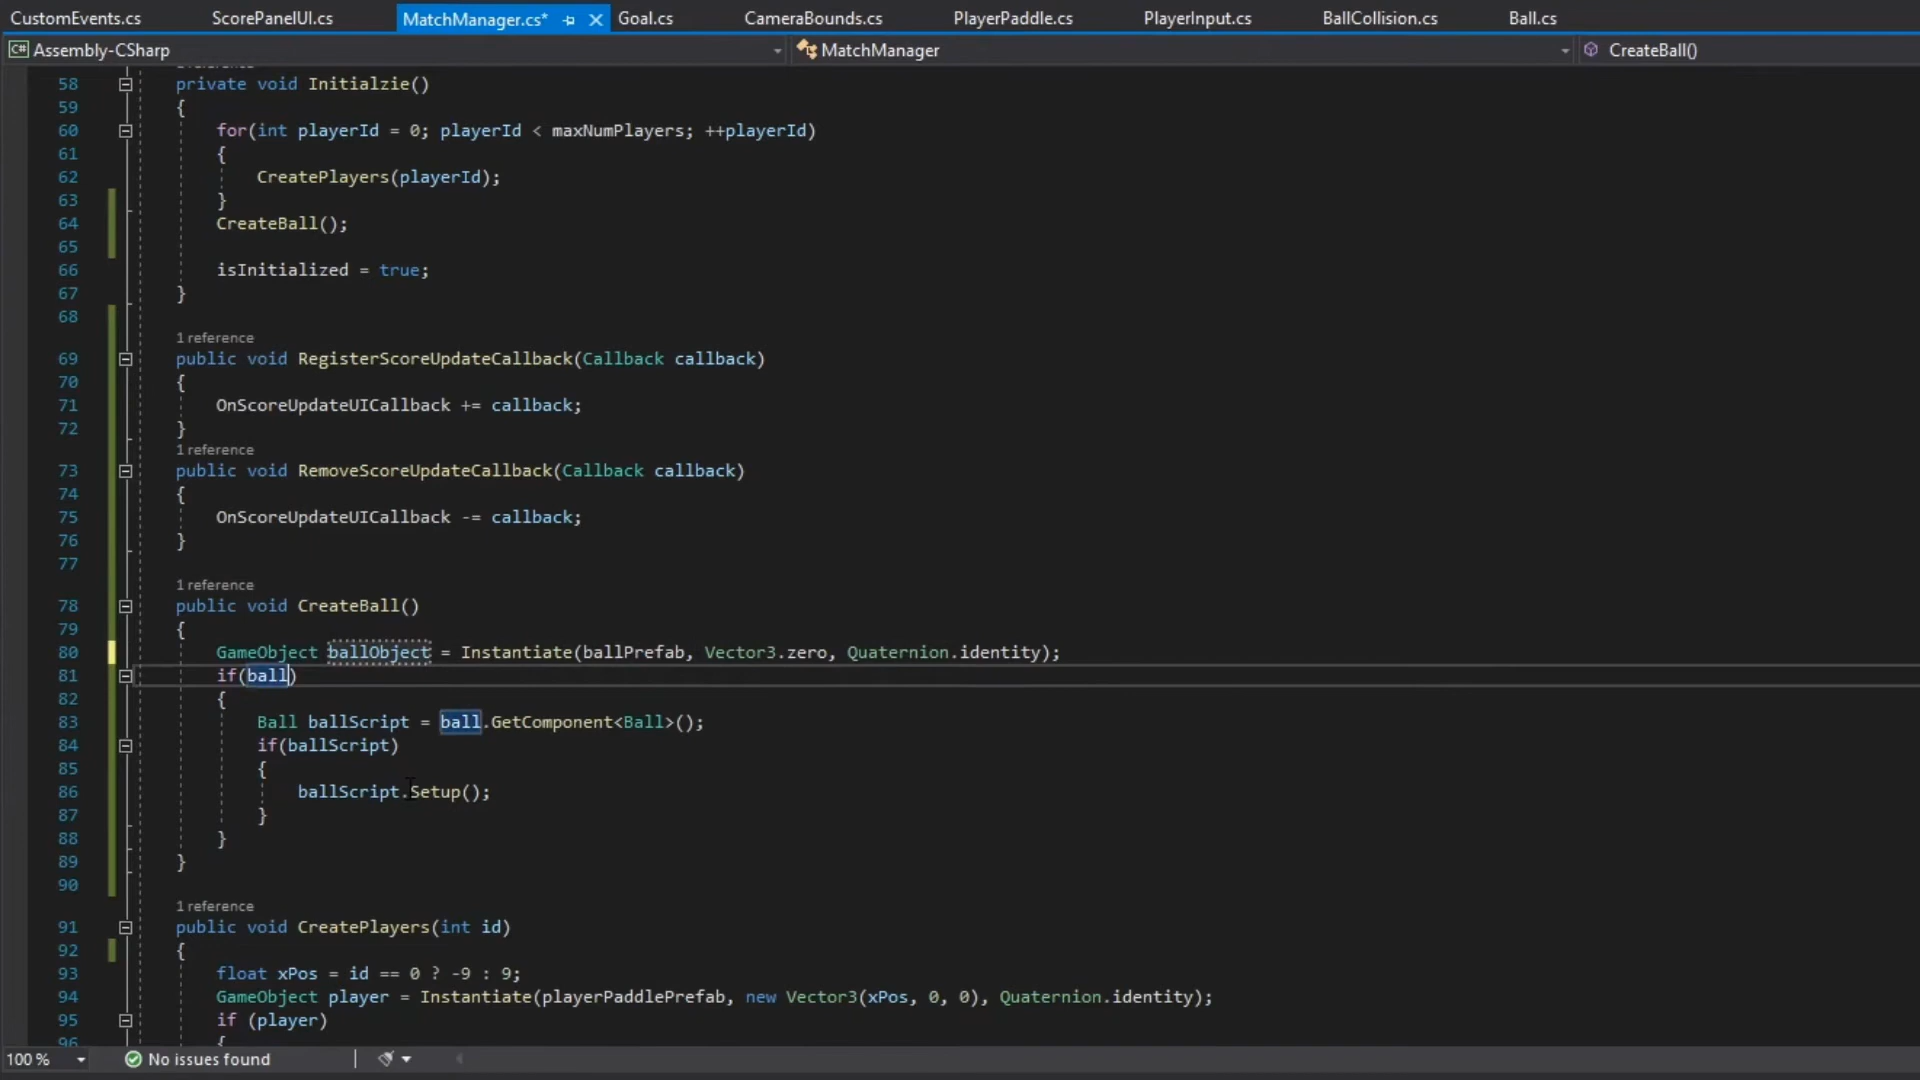 CustomEvents.cs ScorePanelUI.cs MatchManager.cs* Goal.cs CameraBounds.cs PlayerPaddle.cs PlayerInput.cs BallCollision.cs Ball.cs
C# Assembly-CSharp MatchManager CreateBall()
58 private void Initialzie()
59 {
60 for(int playerId = 0; playerId < maxNumPlayers; ++playerId)
61 {
62 CreatePlayers(playerId);
63 }
64 CreateBall();
65
66 isInitialized = true;
67 }
68
1 reference
69 public void RegisterScoreUpdateCallback(Callback callback)
70 {
71 OnScoreUpdateUICallback += callback;
72 }
1 reference
73 public void RemoveScoreUpdateCallback(Callback callback)
74 {
75 OnScoreUpdateUICallback -= callback;
76 }
77
1 reference
78 public void CreateBall()
79 {
80 GameObject ballObject = Instantiate(ballPrefab, Vector3.zero, Quaternion.identity);
81 if(ball)
82 {
83 Ball ballScript = ball.GetComponent<Ball>();
84 if(ballScript)
85 {
86 ballScript.Setup();
87 }
88 }
89 }
90
1 reference
91 public void CreatePlayers(int id)
92 {
93 float xPos = id == 0 ? -9 : 9;
94 GameObject player = Instantiate(playerPaddlePrefab, new Vector3(xPos, 0, 0), Quaternion.identity);
95 if (player)
96 {
100 % No issues found